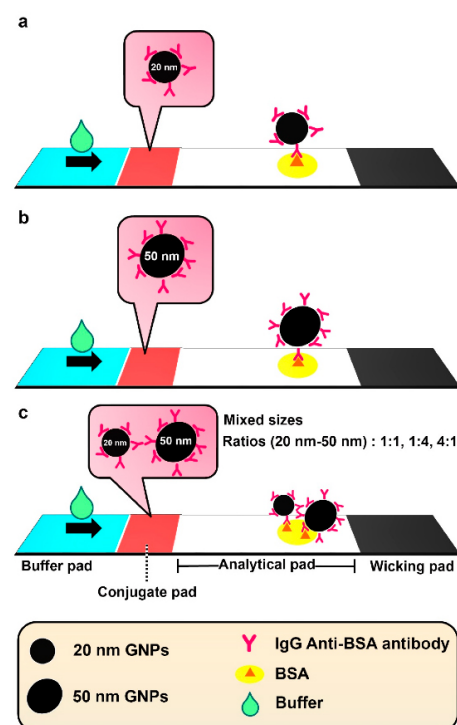 a
20 nm
b
50 nm
c
20 nm
50 nm
Mixed sizes
Ratios (20 nm-50 nm) : 1:1, 1:4, 4:1
Buffer pad
Analytical pad
Wicking pad
Conjugate pad
20 nm GNPs
50 nm GNPs
IgG Anti-BSA antibody
BSA
Buffer